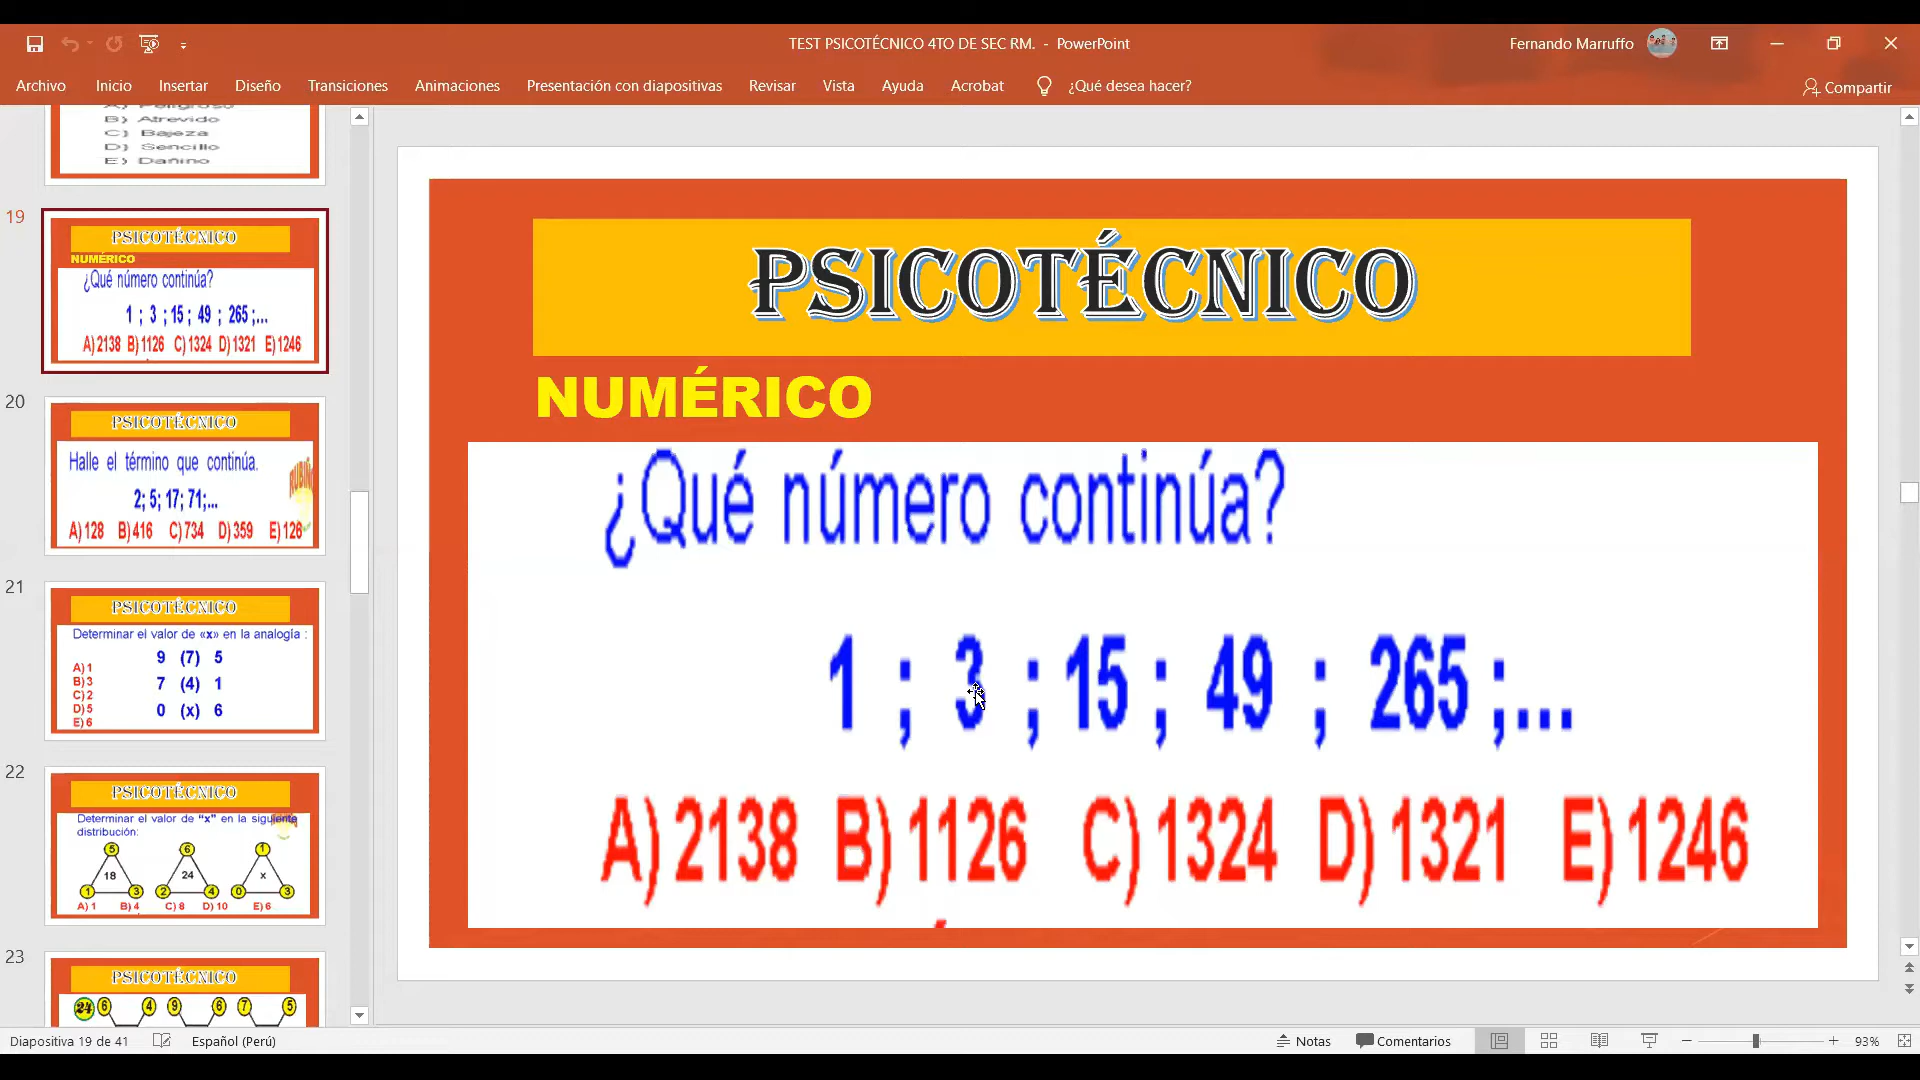 TEST PSICOTÉCNICO 4TO DE SEC RM. - PowerPoint
Fernando Marruffo
Archivo Inicio Insertar Diseño Transiciones Animaciones Presentación con diapositivas Revisar Vista Ayuda Acrobat ¿Qué desea hacer? Compartir
B) Atrevido
C) Bajeza
D) Sencillo
E) Dañino
19
PSICOTÉCNICO
NUMÉRICO
¿Qué número continúa?
1 ; 3 ; 15 ; 49 ; 265 ;...
A) 2138 B) 1126 C) 1324 D) 1321 E) 1246
20
PSICOTÉCNICO
Halle el término que continúa.
2; 5; 17; 71;...
A) 128 B) 416 C) 734 D) 359 E) 126
21
PSICOTÉCNICO
Determinar el valor de «x» en la analogía :
9 (7) 5
7 (4) 1
0 (x) 6
A) 1
B) 3
C) 2
D) 5
E) 6
22
PSICOTÉCNICO
Determinar el valor de “x” en la siguiente
distribución:
5 6 1
18 24 x
1 3 2 4 0 3
A) 1 B) 4 C) 8 D) 10 E) 6
23
PSICOTÉCNICO
24 6 4 9 6 7 5
PSICOTÉCNICO
NUMÉRICO
¿Qué número continúa?
1 ; 3 ; 15 ; 49 ; 265 ;...
A) 2138 B) 1126 C) 1324 D) 1321 E) 1246
Diapositiva 19 de 41 Español (Perú) Notas Comentarios 93%